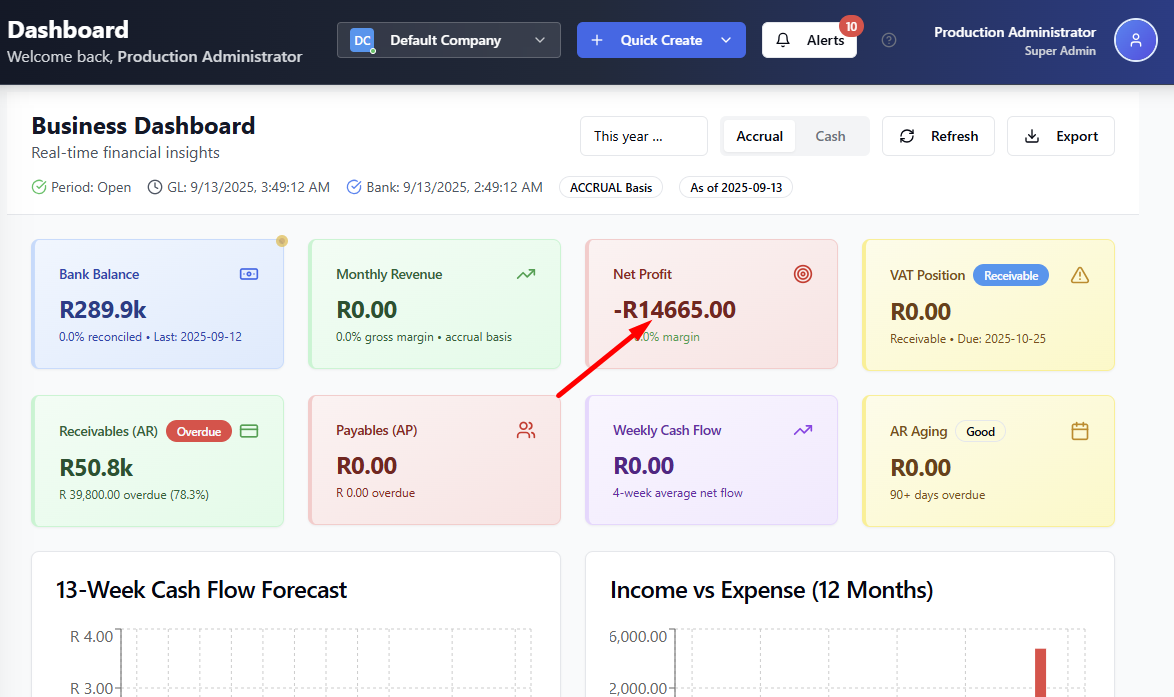 Dashboard
Welcome back, Production Administrator
DC Default Company
+ Quick Create
Alerts 10
?
Production Administrator
Super Admin
Business Dashboard
Real-time financial insights
This year ...
Accrual Cash
Refresh
Export
Period: Open GL: 9/13/2025, 3:49:12 AM Bank: 9/13/2025, 2:49:12 AM ACCRUAL Basis As of 2025-09-13
Bank Balance
R289.9k
0.0% reconciled • Last: 2025-09-12
Monthly Revenue
R0.00
0.0% gross margin • accrual basis
Net Profit
-R14665.00
.0% margin
VAT Position Receivable
R0.00
Receivable • Due: 2025-10-25
Receivables (AR) Overdue
R50.8k
R 39,800.00 overdue (78.3%)
Payables (AP)
R0.00
R 0.00 overdue
Weekly Cash Flow
R0.00
4-week average net flow
AR Aging Good
R0.00
90+ days overdue
13-Week Cash Flow Forecast
R 4.00
R 3.00
Income vs Expense (12 Months)
6,000.00
2,000.00